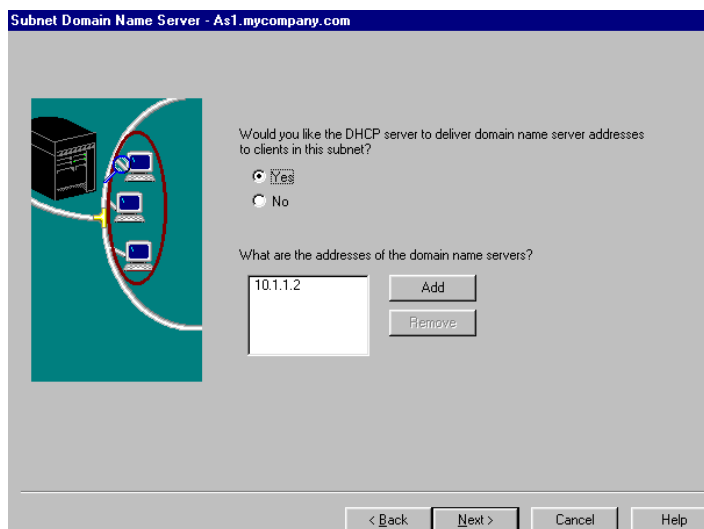 Subnet Domain Name Server - As1.mycompany.com
Would you like the DHCP server to deliver domain name server addresses
to clients in this subnet?
Yes
No
What are the addresses of the domain name servers?
10.1.1.2
Add
Remove
< Back
Next >
Cancel
Help